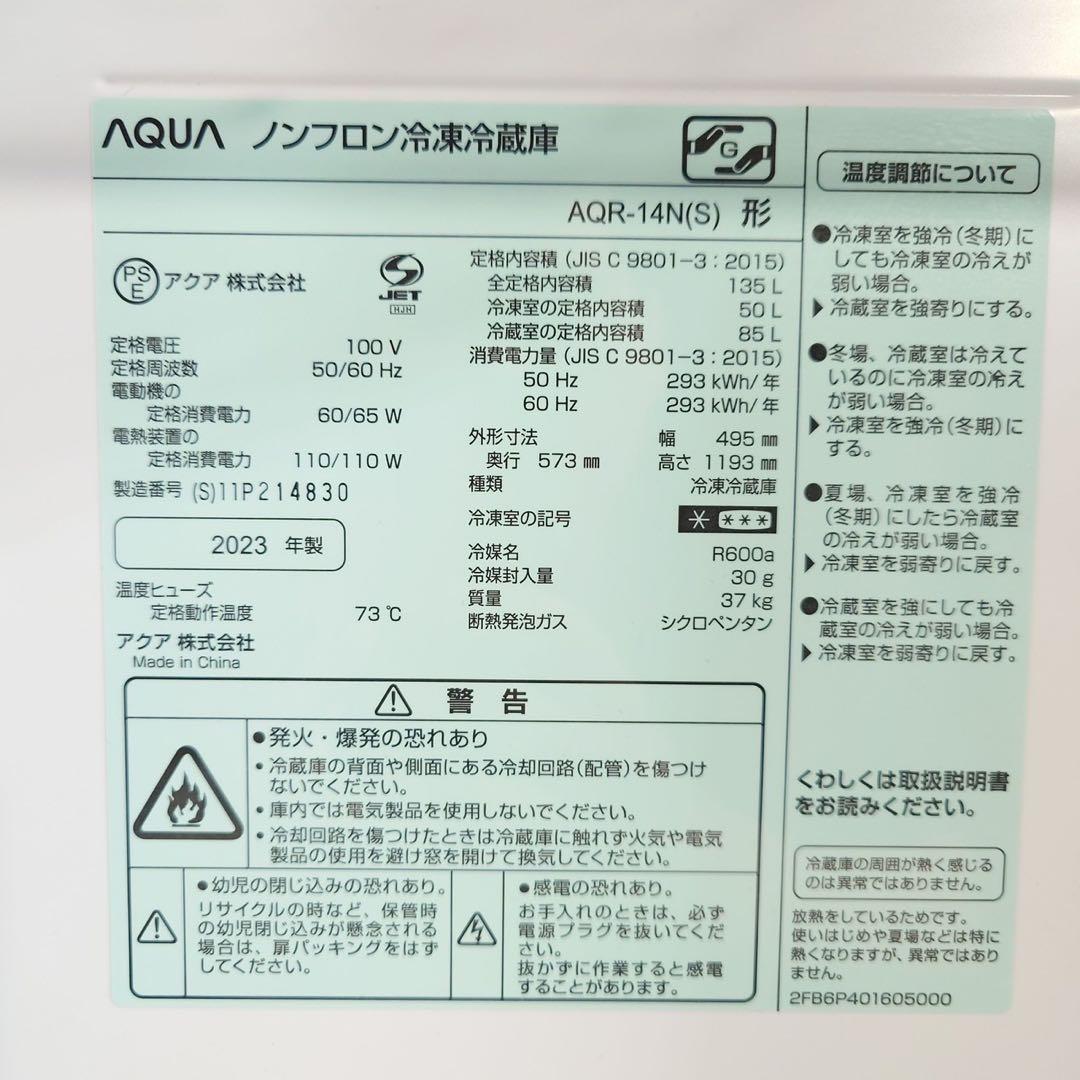 AQUA ノンフロン冷凍冷蔵庫
G
AQR-14N(S) 形
PS
E
アクア 株式会社
S
JET
HJH
定格電圧 100 V
定格周波数 50/60 Hz
電動機の
定格消費電力 60/65 W
電熱装置の
定格消費電力 110/110 W
製造番号 (S)11P214830
2023 年製
温度ヒューズ
定格動作温度 73 ℃
アクア 株式会社
Made in China
定格内容積 (JIS C 9801-3：2015)
全定格内容積 135 L
冷凍室の定格内容積 50 L
冷蔵室の定格内容積 85 L
消費電力量 (JIS C 9801-3：2015)
50 Hz 293 kWh/年
60 Hz 293 kWh/年
外形寸法 幅 495 ㎜
奥行 573 ㎜ 高さ 1193 ㎜
種類 冷凍冷蔵庫
冷凍室の記号 * ***
冷媒名 R600a
冷媒封入量 30 g
質量 37 kg
断熱発泡ガス シクロペンタン
警 告
●発火・爆発の恐れあり
・冷蔵庫の背面や側面にある冷却回路(配管)を傷つけ
ないでください。
・庫内では電気製品を使用しないでください。
・冷却回路を傷つけたときは冷蔵庫に触れず火気や電気
製品の使用を避け窓を開けて換気してください。
●幼児の閉じ込みの恐れあり。
リサイクルの時など、保管時
の幼児閉じ込みが懸念される
場合は、扉パッキングをはず
してください。
●感電の恐れあり。
お手入れのときは、必ず
電源プラグを抜いてくだ
さい。
抜かずに作業すると感電
することがあります。
温度調節について
●冷凍室を強冷(冬期)に
しても冷凍室の冷えが
弱い場合。
▶冷蔵室を強寄りにする。
●冬場、冷蔵室は冷えて
いるのに冷凍室の冷え
が弱い場合。
▶冷凍室を強冷(冬期)に
する。
●夏場、冷凍室を強冷
(冬期)にしたら冷蔵室
の冷えが弱い場合。
▶冷凍室を弱寄りに戻す。
●冷蔵室を強にしても冷
蔵室の冷えが弱い場合。
▶冷凍室を弱寄りに戻す。
くわしくは取扱説明書
をお読みください。
冷蔵庫の周囲が熱く感じる
のは異常ではありません。
放熱をしているためです。
使いはじめや夏場などは特に
熱くなりますが、異常ではあり
ません。
2FB6P401605000